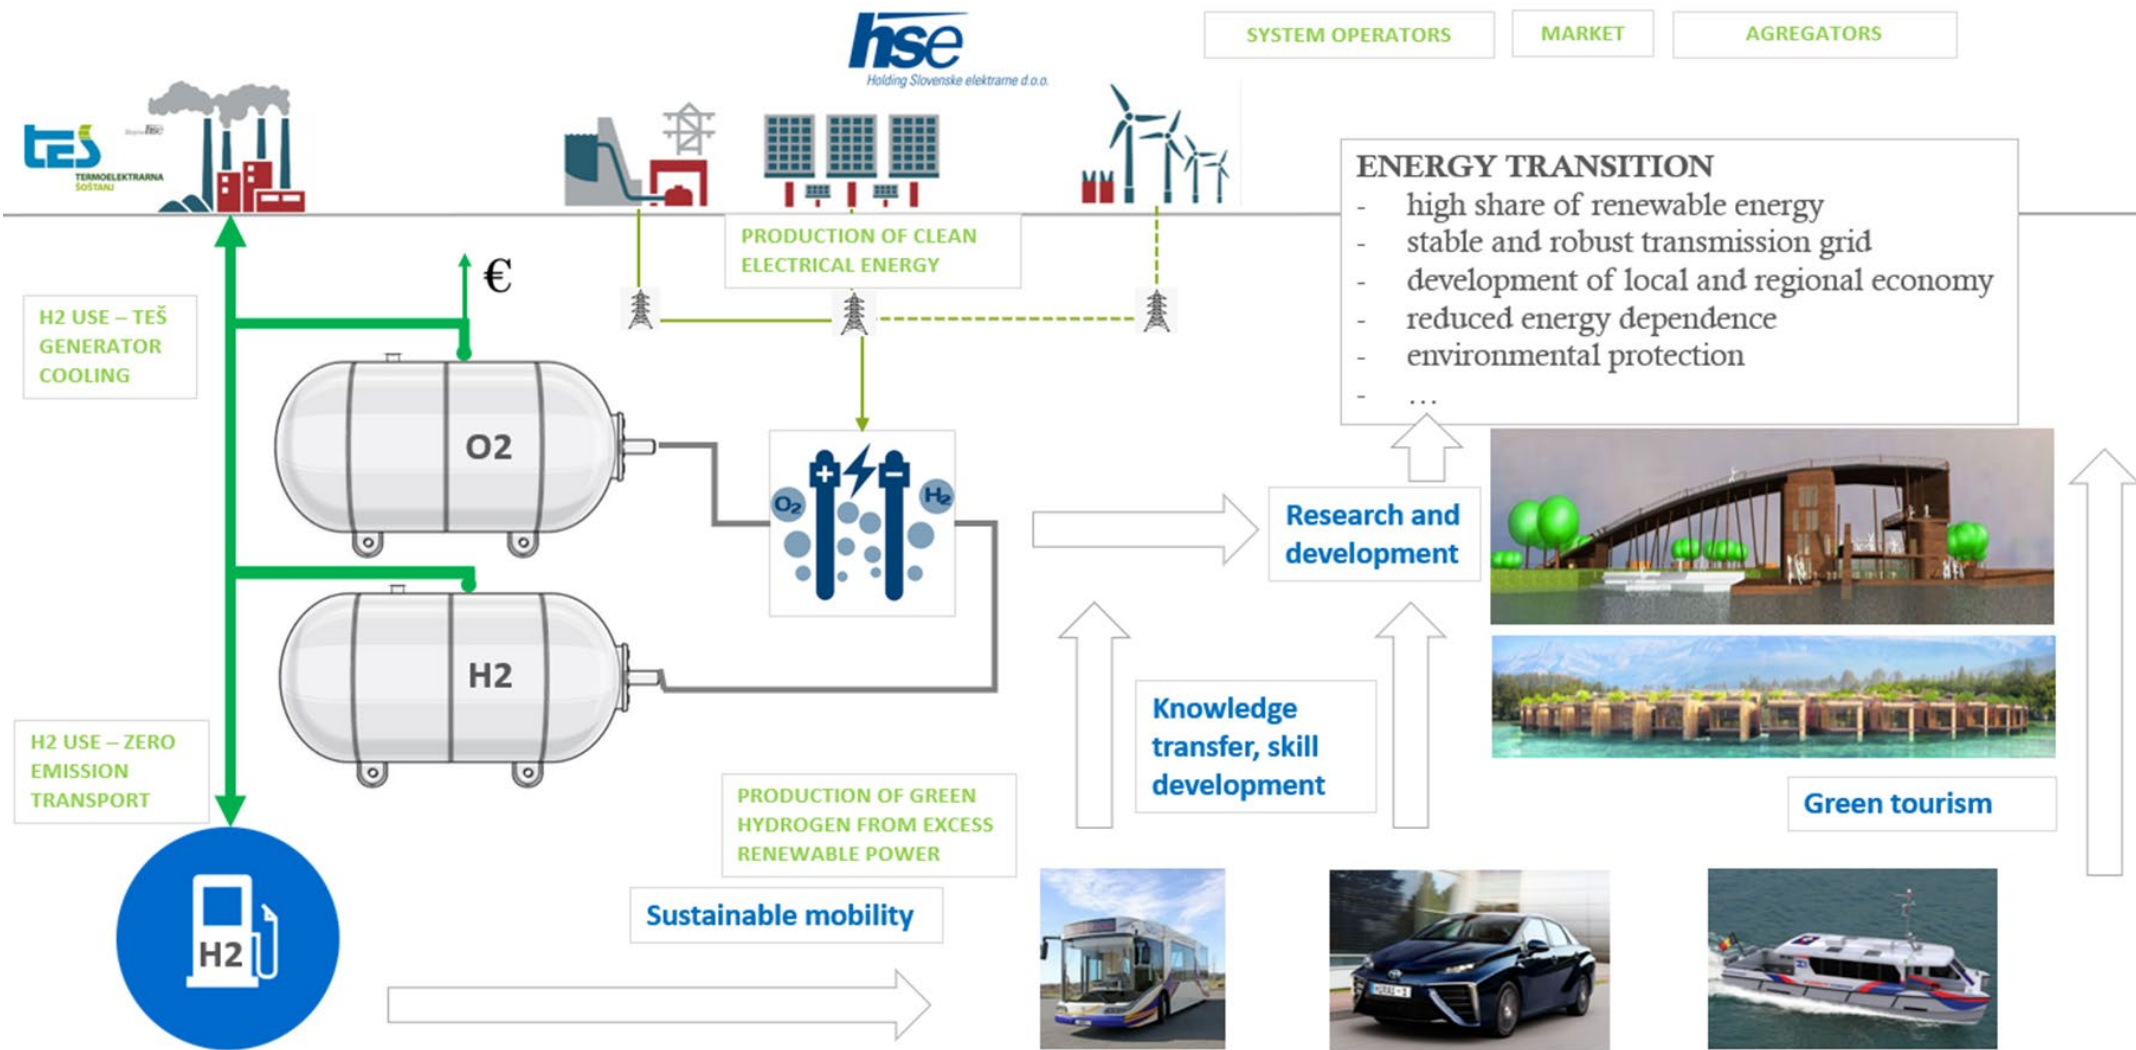 hse
Holding Slovenske elektrarne d.o.o.
SYSTEM OPERATORS
MARKET
AGREGATORS
teš
hse
TERMOELEKTRARNA
ŠOŠTANJ
PRODUCTION OF CLEAN
ELECTRICAL ENERGY
ENERGY TRANSITION
- high share of renewable energy
- stable and robust transmission grid
- development of local and regional economy
- reduced energy dependence
- environmental protection
- …
€
H2 USE – TEŠ
GENERATOR
COOLING
O2
+ −
O2
H2
Research and
development
H2
Knowledge
transfer, skill
development
H2 USE – ZERO
EMISSION
TRANSPORT
PRODUCTION OF GREEN
HYDROGEN FROM EXCESS
RENEWABLE POWER
Green tourism
Sustainable mobility
H2